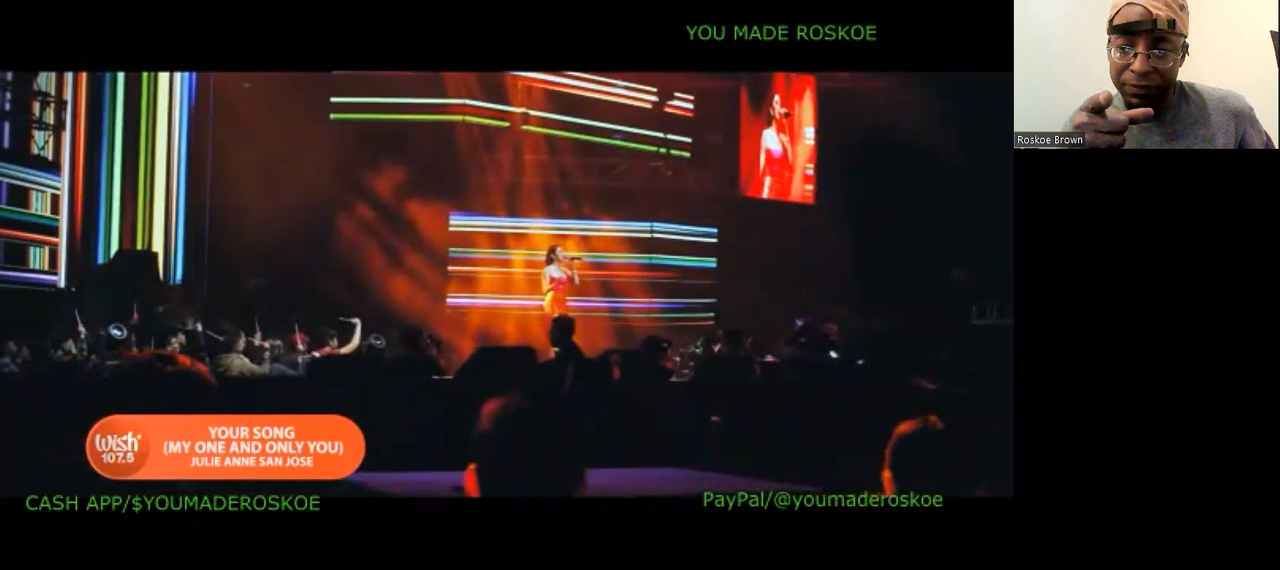 YOU MADE ROSKOE
Roskoe Brown
wish
107.5
YOUR SONG
(MY ONE AND ONLY YOU)
JULIE ANNE SAN JOSE
CASH APP/$YOUMADEROSKOE
PayPal/@youmaderoskoe